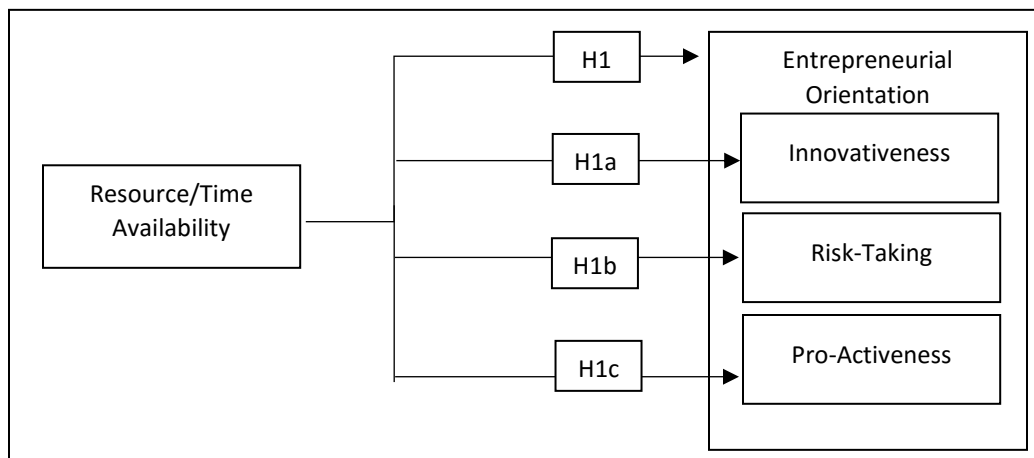 H1
Entrepreneurial
Orientation
H1a
Innovativeness
Resource/Time
Availability
H1b
Risk-Taking
H1c
Pro-Activeness